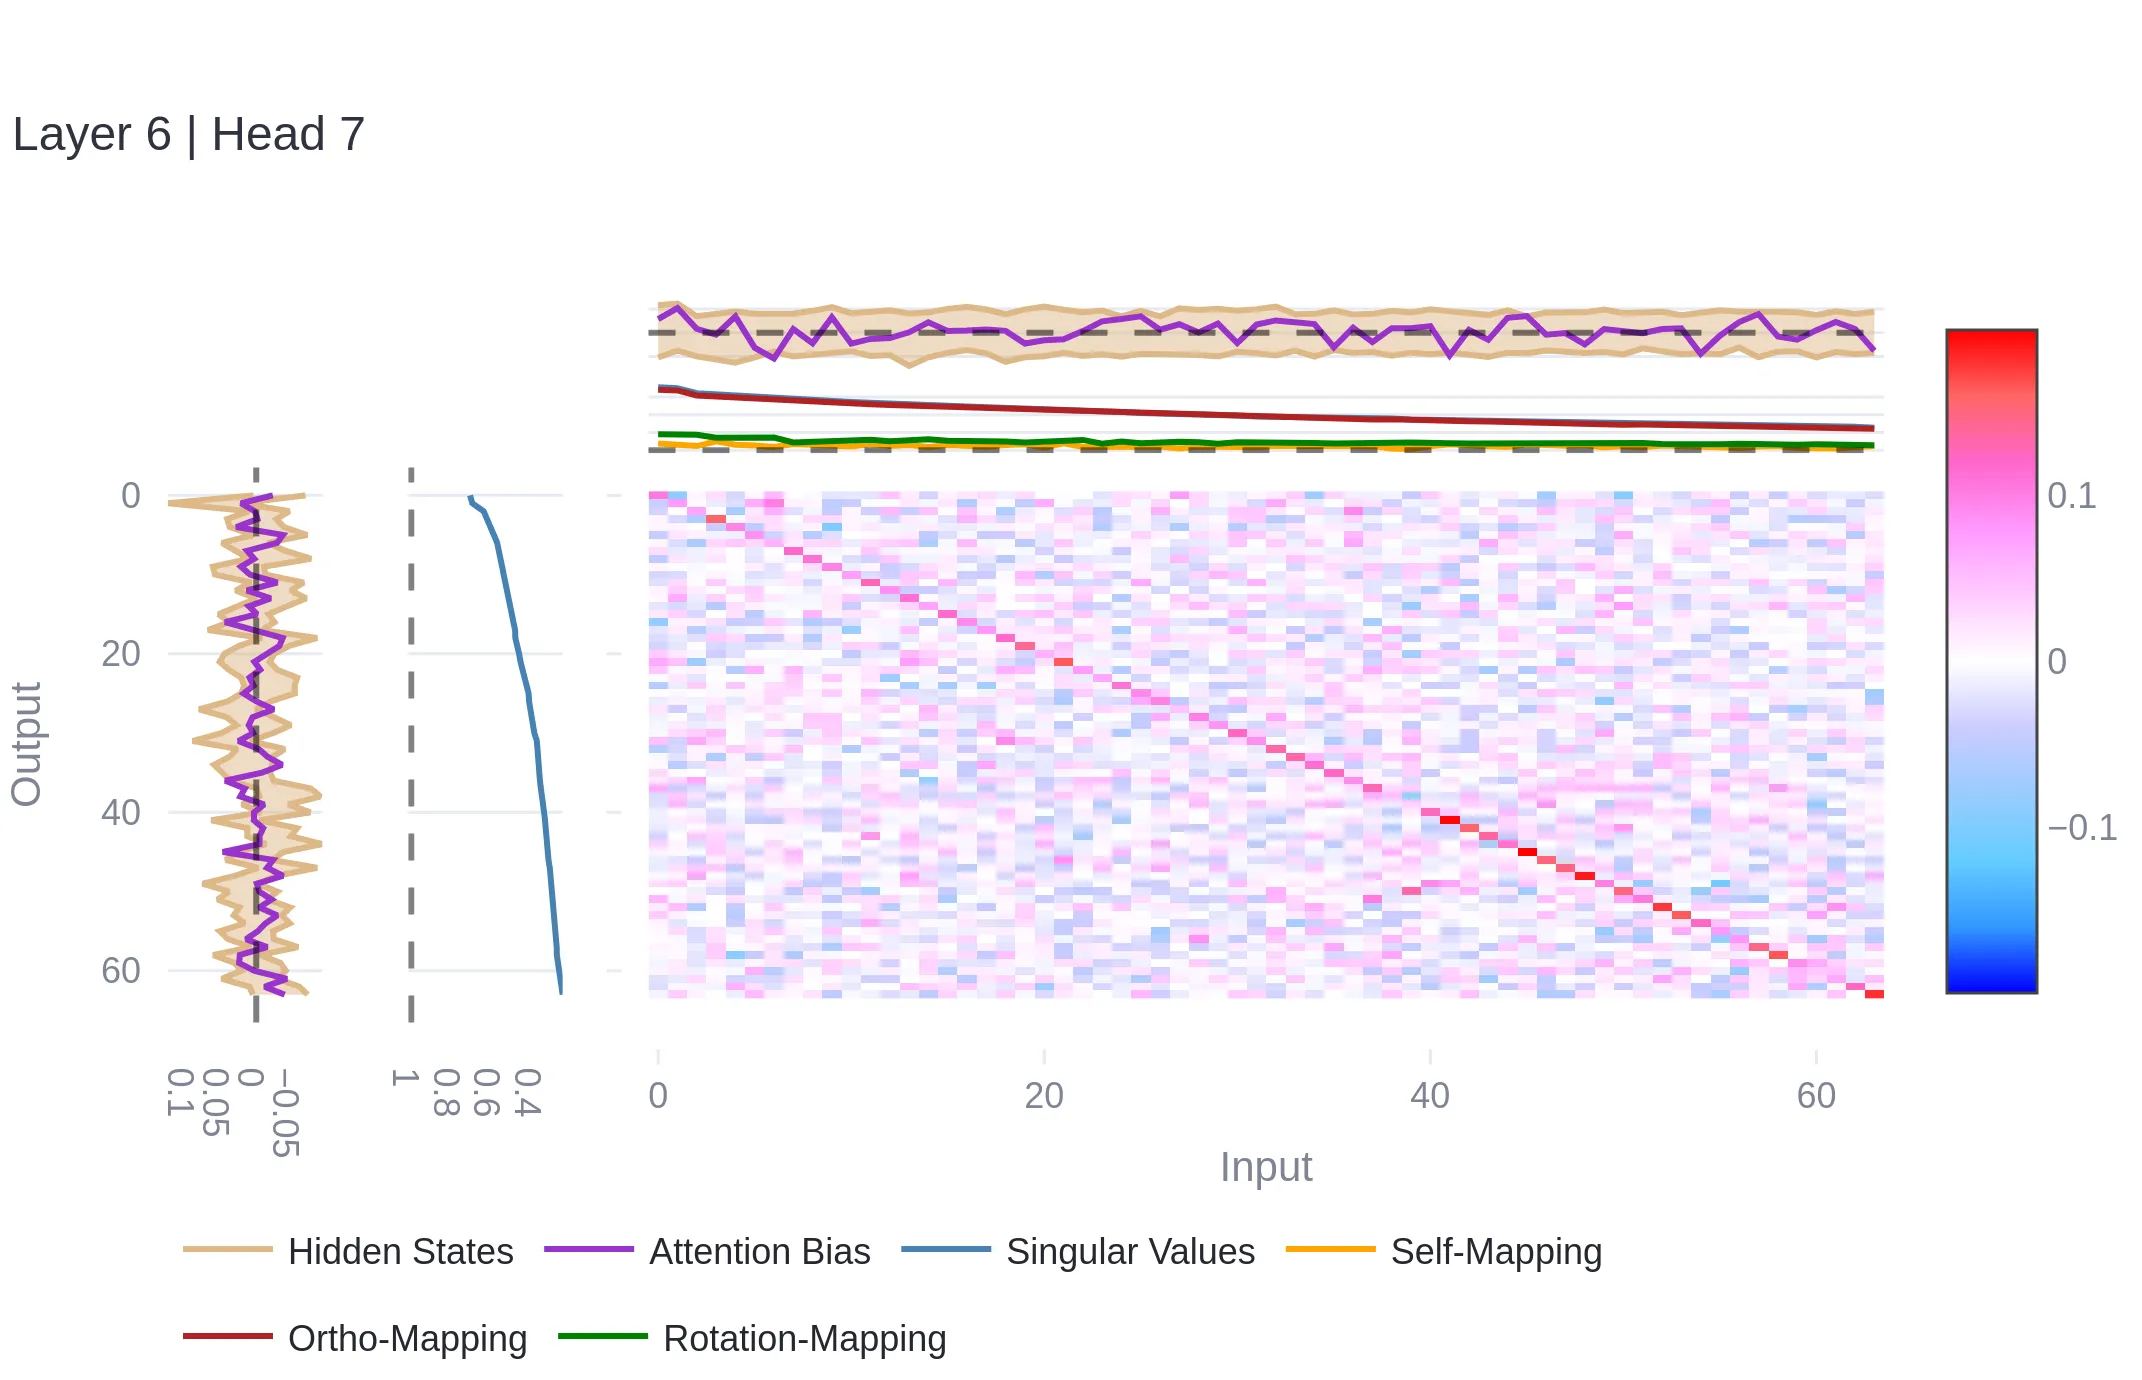 Layer 6 | Head 7
0
20
40
60
Output
0.1
0.05
0
−0.05
1
0.8
0.6
0.4
0
20
40
60
Input
0.1
0
−0.1
Hidden States
Attention Bias
Singular Values
Self-Mapping
Ortho-Mapping
Rotation-Mapping